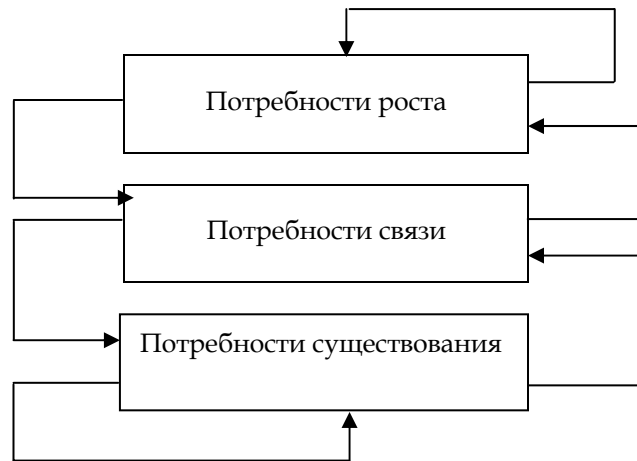 Потребности роста
Потребности связи
Потребности существования